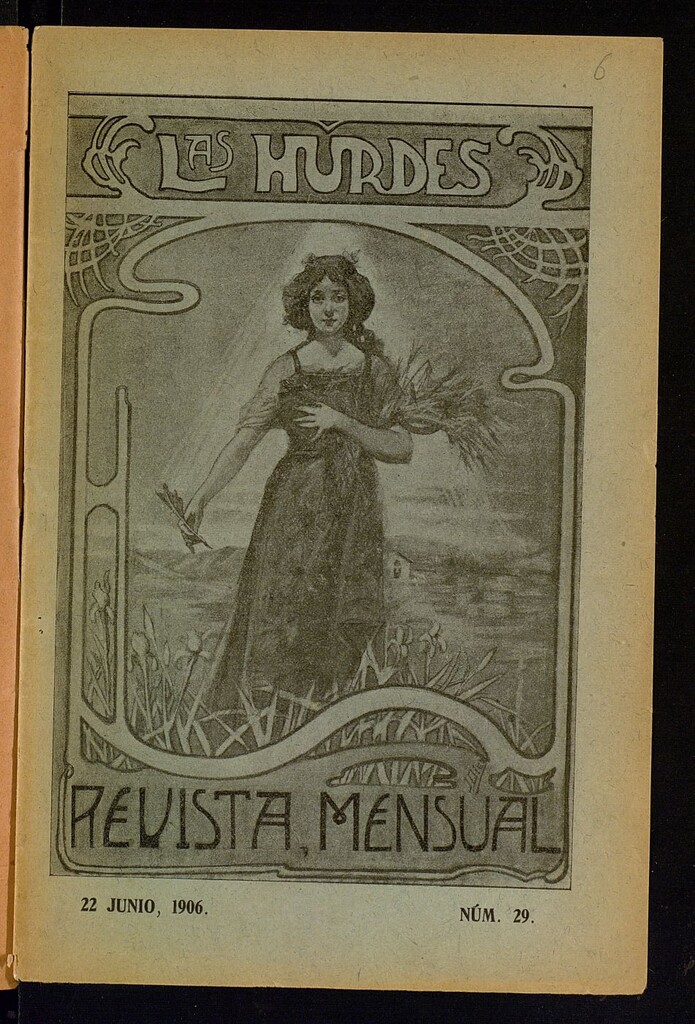 6
LAS HURDES
REVISTA, MENSUAL
22 JUNIO, 1906.
NÚM. 29.